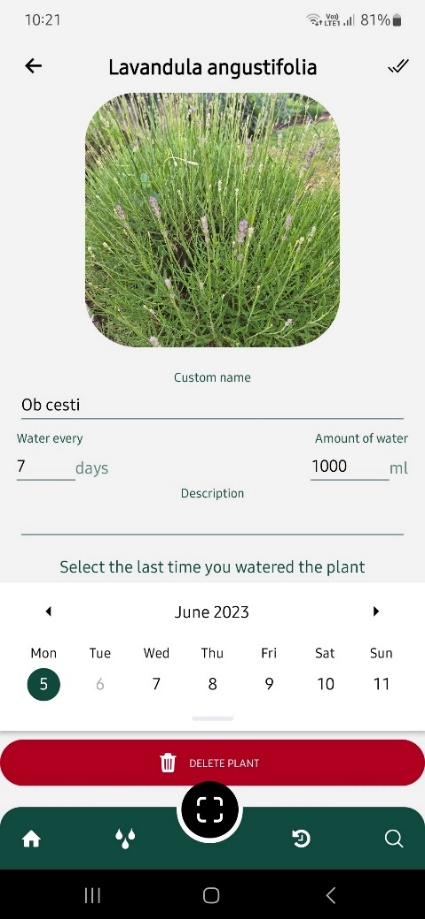 10:21
Vo) LTE1 81%
Lavandula angustifolia
Custom name
Ob cesti
Water every Amount of water
7 days 1000 ml
Description
Select the last time you watered the plant
June 2023
Mon Tue Wed Thu Fri Sat Sun
5 6 7 8 9 10 11
DELETE PLANT